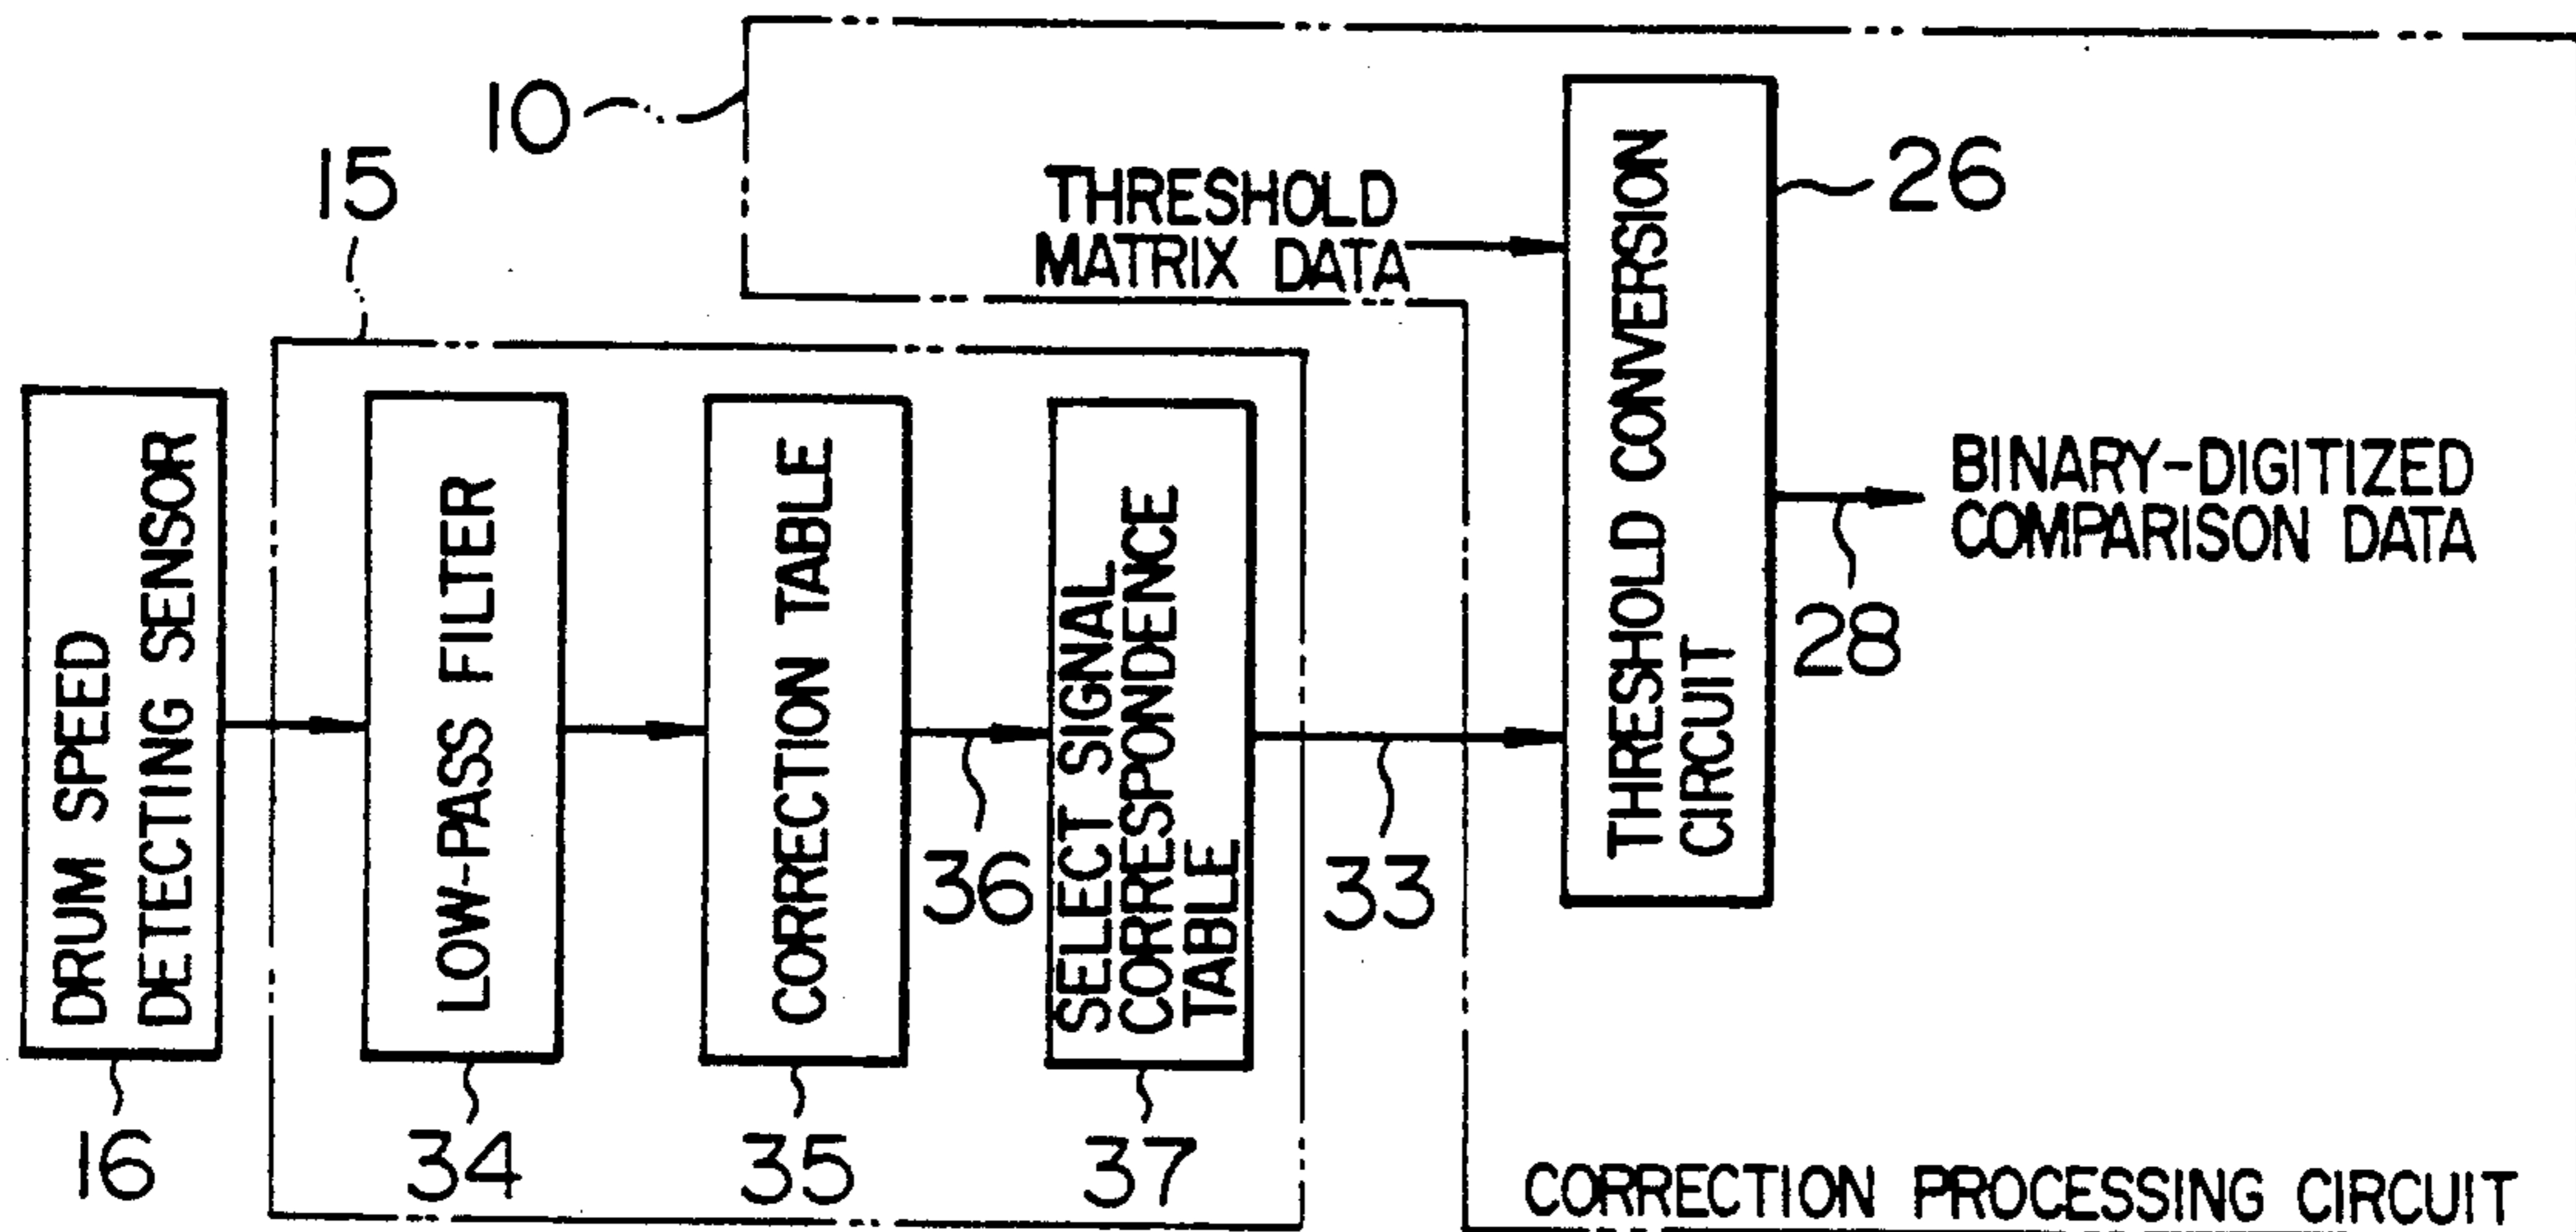 10
15
THRESHOLD
MATRIX DATA
THRESHOLD CONVERSION
CIRCUIT
26
BINARY-DIGITIZED
COMPARISON DATA
28
DRUM SPEED
DETECTING SENSOR
LOW-PASS FILTER
CORRECTION TABLE
36
SELECT SIGNAL
CORRESPONDENCE
TABLE
33
16
34
35
37
CORRECTION PROCESSING CIRCUIT